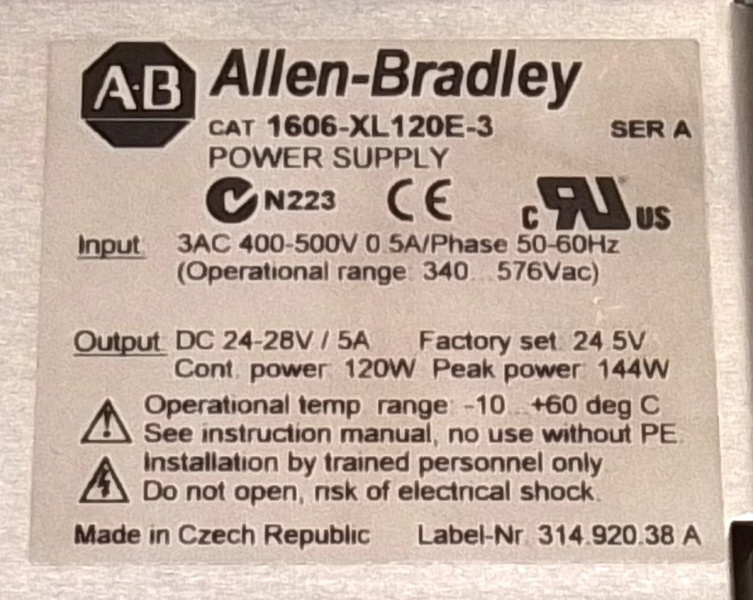 A·B Allen-Bradley
CAT 1606-XL120E-3 SER A
POWER SUPPLY
N223 CE c RU US
Input 3AC 400-500V 0.5A/Phase 50-60Hz
(Operational range: 340...576Vac)
Output DC 24-28V / 5A Factory set: 24.5V
Cont. power: 120W Peak power: 144W
Operational temp. range: -10...+60 deg C
See instruction manual, no use without PE.
Installation by trained personnel only
Do not open, risk of electrical shock.
Made in Czech Republic Label-Nr. 314.920.38 A